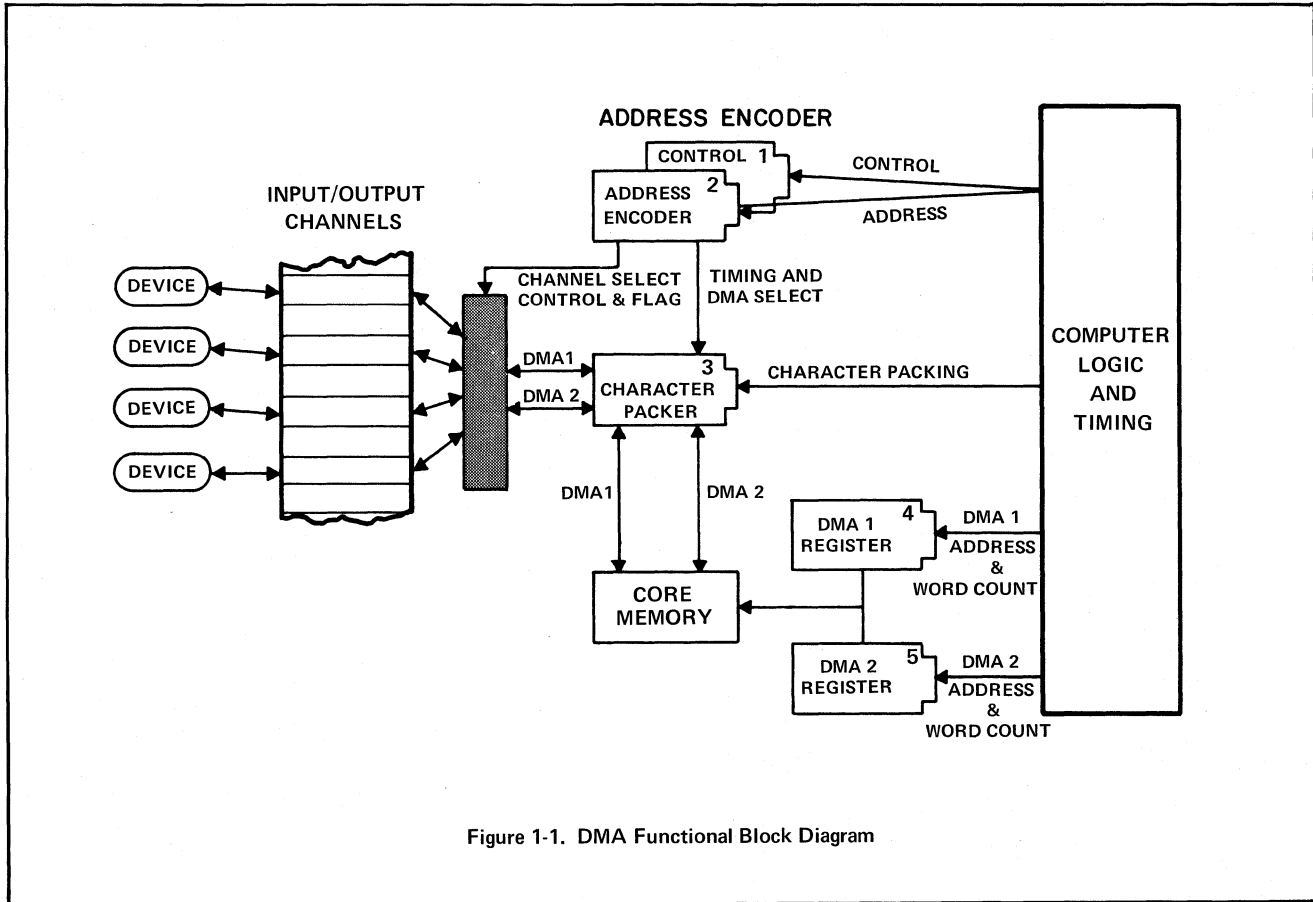 ADDRESS ENCODER
CONTROL 1
2
ADDRESS
ENCODER
CONTROL
ADDRESS
INPUT/OUTPUT
CHANNELS
CHANNEL SELECT
CONTROL & FLAG
TIMING AND
DMA SELECT
DEVICE
DEVICE
DEVICE
DEVICE
DMA1
DMA 2
3
CHARACTER
PACKER
CHARACTER PACKING
COMPUTER
LOGIC
AND
TIMING
DMA1
DMA 2
4
DMA 1
REGISTER
DMA 1
ADDRESS
&
WORD COUNT
CORE
MEMORY
5
DMA 2
REGISTER
DMA 2
ADDRESS
&
WORD COUNT
Figure 1-1. DMA Functional Block Diagram